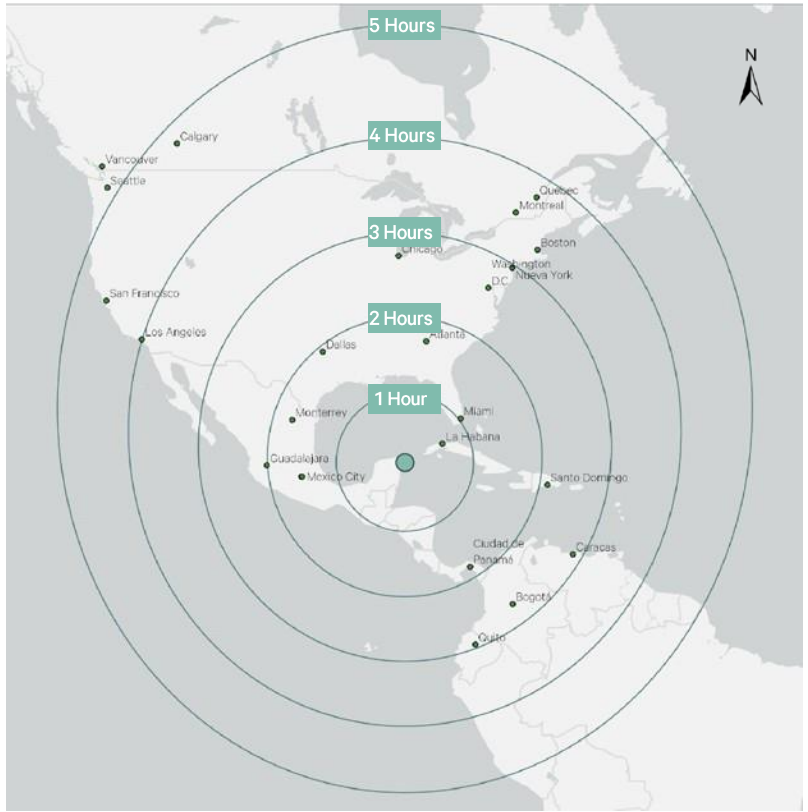 5 Hours
N
4 Hours
Calgary
Vancouver
Seattle
Quebec
Montreal
3 Hours
Boston
Chicago
Washington
D.C.
Nueva York
San Francisco
2 Hours
Los Angeles
Atlanta
Dallas
1 Hour
Monterrey
Miami
La Habana
Guadalajara
Mexico City
Santo Domingo
Ciudad de
Panamá
Caracas
Bogotá
Quito